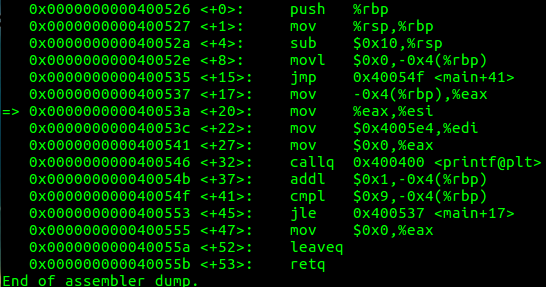 0x0000000000400526 <+0>: push %rbp
0x0000000000400527 <+1>: mov %rsp,%rbp
0x000000000040052a <+4>: sub $0x10,%rsp
0x000000000040052e <+8>: movl $0x0,-0x4(%rbp)
0x0000000000400535 <+15>: jmp 0x40054f <main+41>
0x0000000000400537 <+17>: mov -0x4(%rbp),%eax
=> 0x000000000040053a <+20>: mov %eax,%esi
0x000000000040053c <+22>: mov $0x4005e4,%edi
0x0000000000400541 <+27>: mov $0x0,%eax
0x0000000000400546 <+32>: callq 0x400400 <printf@plt>
0x000000000040054b <+37>: addl $0x1,-0x4(%rbp)
0x000000000040054f <+41>: cmpl $0x9,-0x4(%rbp)
0x0000000000400553 <+45>: jle 0x400537 <main+17>
0x0000000000400555 <+47>: mov $0x0,%eax
0x000000000040055a <+52>: leaveq
0x000000000040055b <+53>: retq
End of assembler dump.